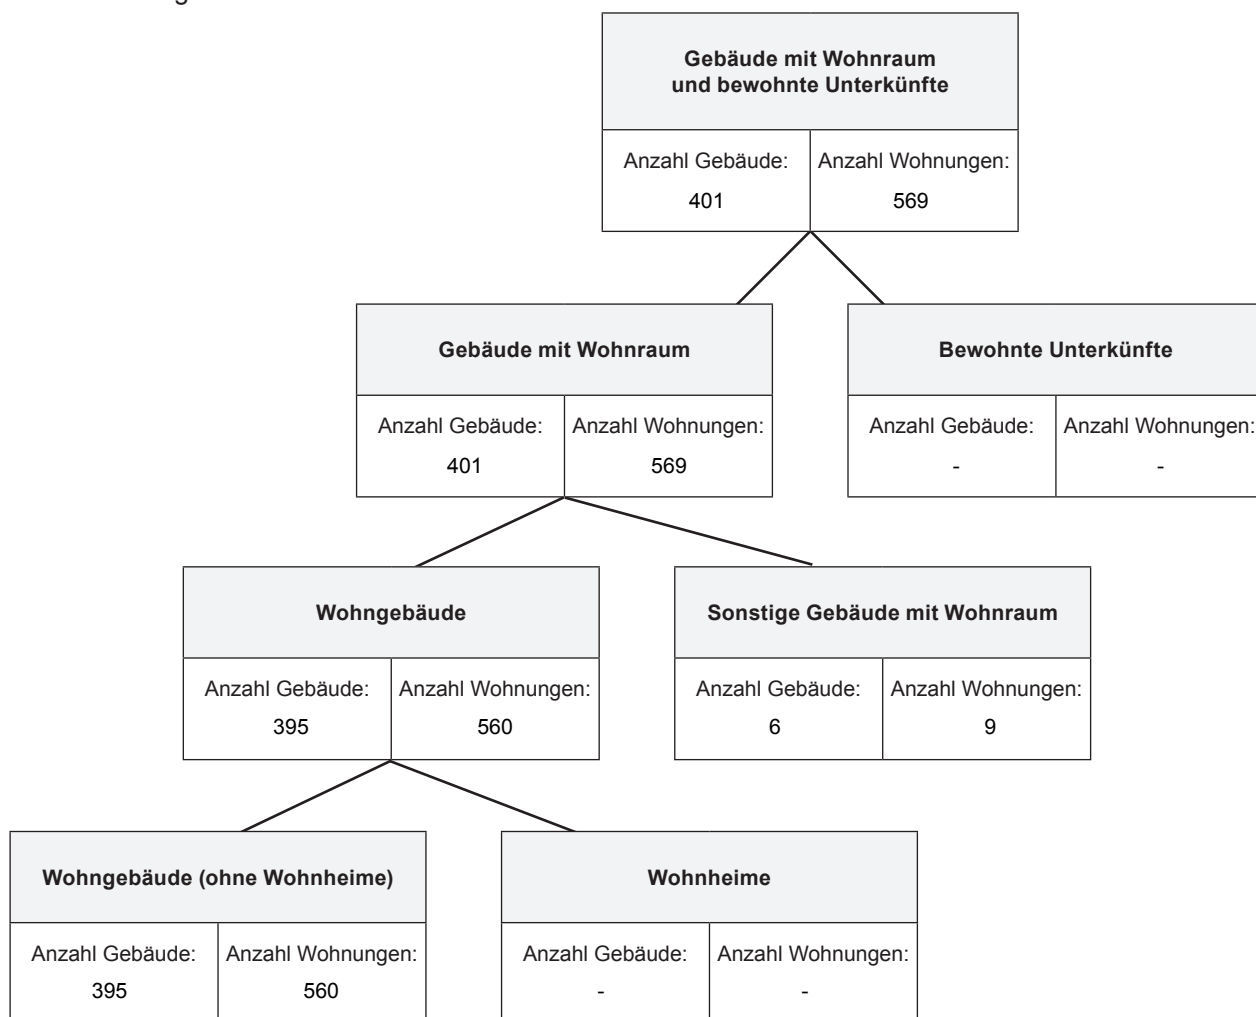 Gebäude mit Wohnraum
und bewohnte Unterkünfte
Anzahl Gebäude: Anzahl Wohnungen:
401 569
Gebäude mit Wohnraum
Anzahl Gebäude: Anzahl Wohnungen:
401 569
Bewohnte Unterkünfte
Anzahl Gebäude: Anzahl Wohnungen:
- -
Wohngebäude
Anzahl Gebäude: Anzahl Wohnungen:
395 560
Sonstige Gebäude mit Wohnraum
Anzahl Gebäude: Anzahl Wohnungen:
6 9
Wohngebäude (ohne Wohnheime)
Anzahl Gebäude: Anzahl Wohnungen:
395 560
Wohnheime
Anzahl Gebäude: Anzahl Wohnungen:
- -